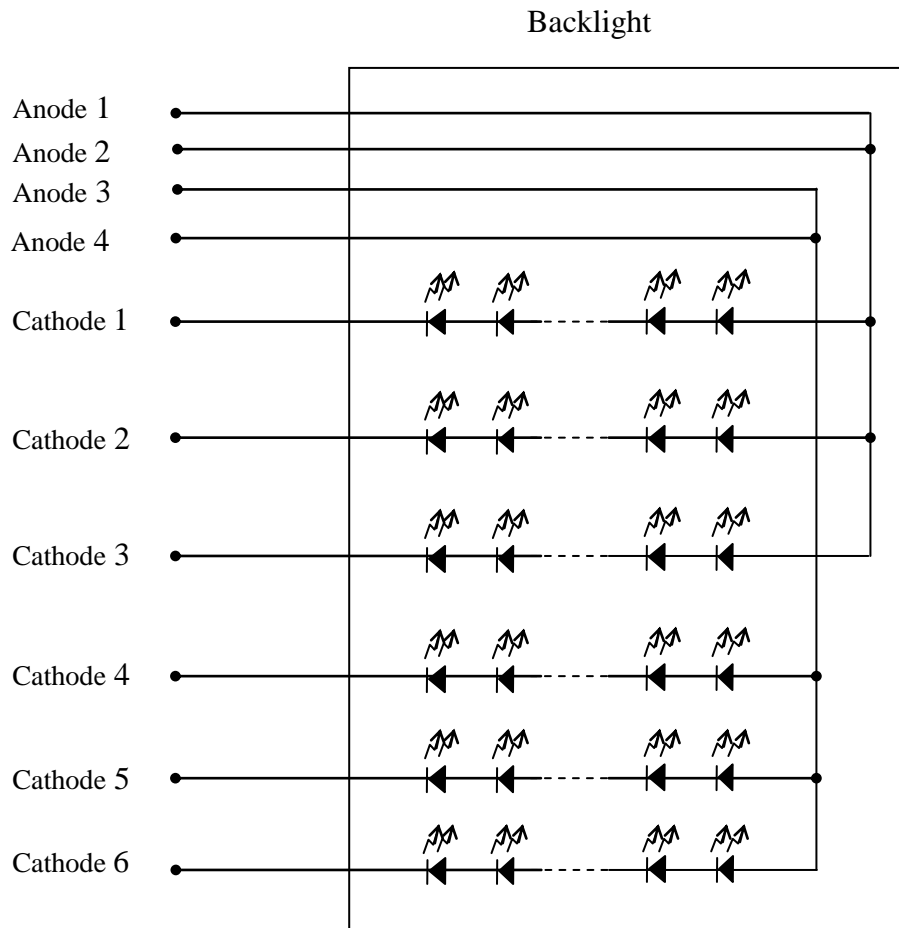 Backlight
Anode 1
Anode 2
Anode 3
Anode 4
Cathode 1
Cathode 2
Cathode 3
Cathode 4
Cathode 5
Cathode 6